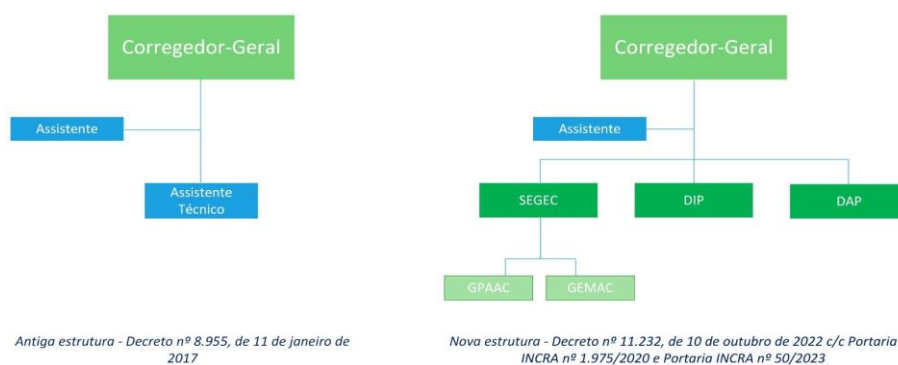 Corregedor-Geral
Assistente
Assistente
Técnico
Antiga estrutura - Decreto nº 8.955, de 11 de janeiro de
2017
Corregedor-Geral
Assistente
SEGEC
DIP
DAP
GPAAC
GEMAC
Nova estrutura - Decreto nº 11.232, de 10 de outubro de 2022 c/c Portaria
INCRA nº 1.975/2020 e Portaria INCRA nº 50/2023